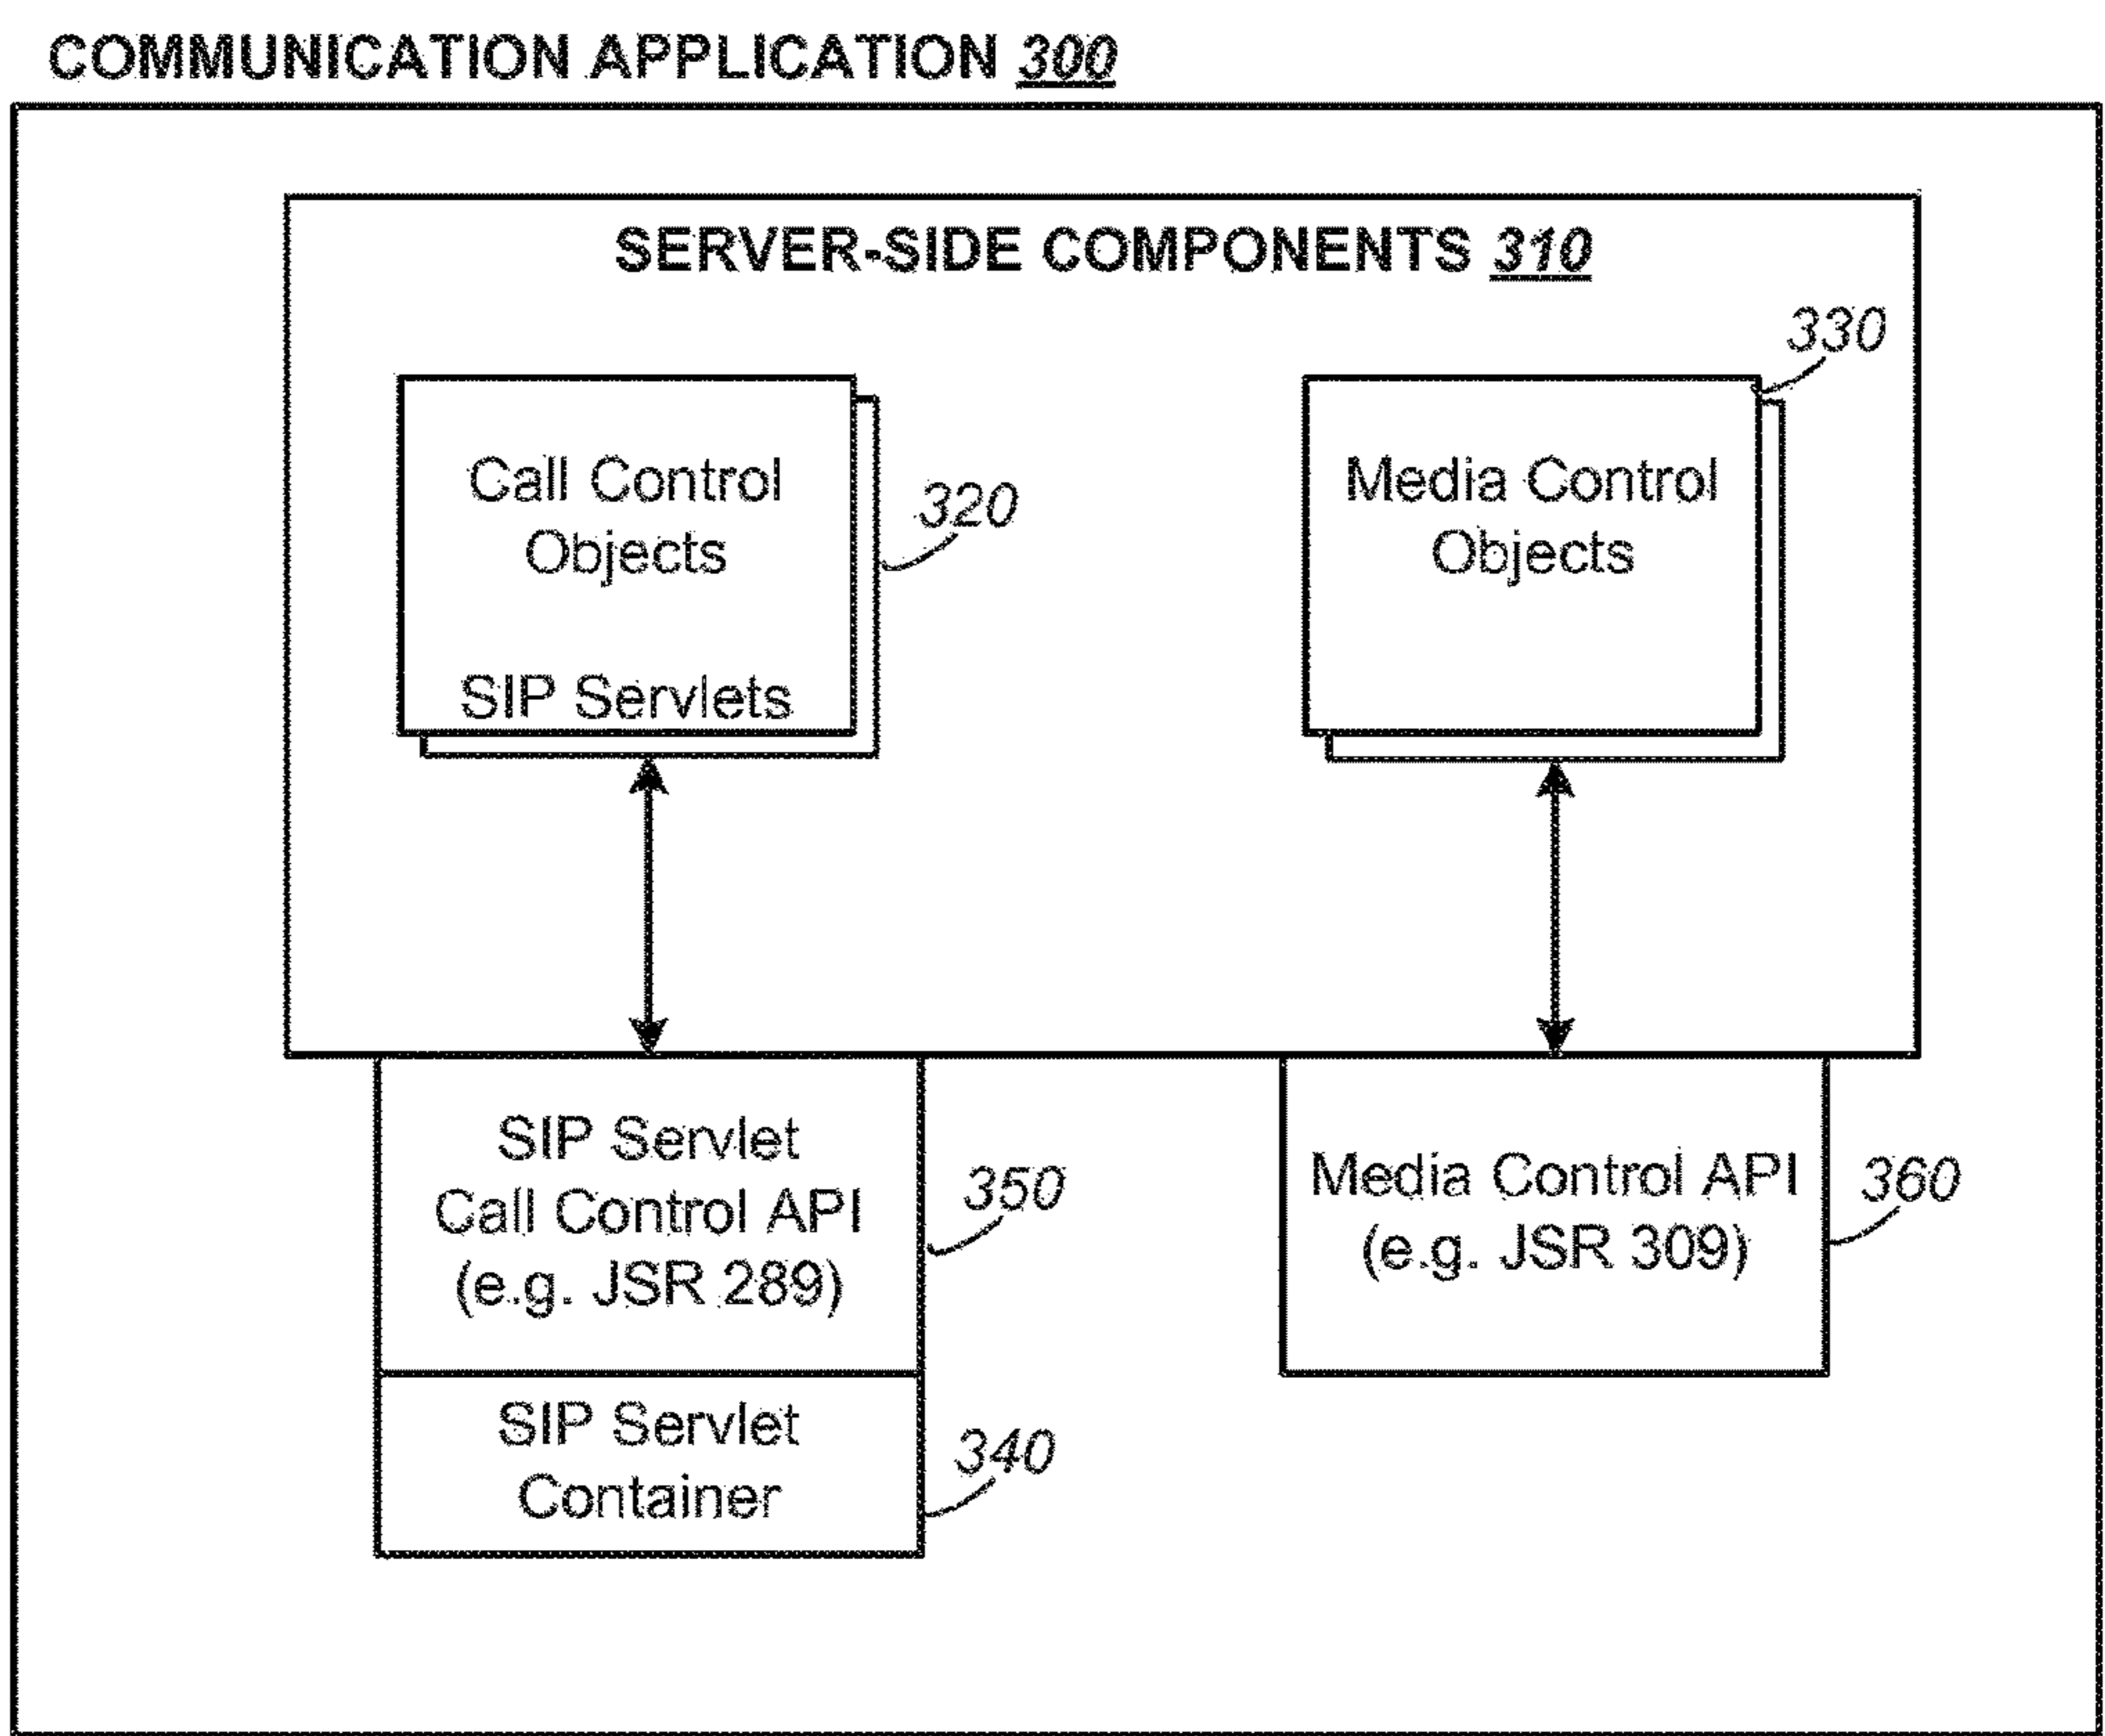 COMMUNICATION APPLICATION 300
SERVER-SIDE COMPONENTS 310
330
Call Control
Objects
SIP Servlets
320
Media Control
Objects
SIP Servlet
Call Control API
(e.g. JSR 289)
350
Media Control API
(e.g. JSR 309)
360
SIP Servlet
Container
340